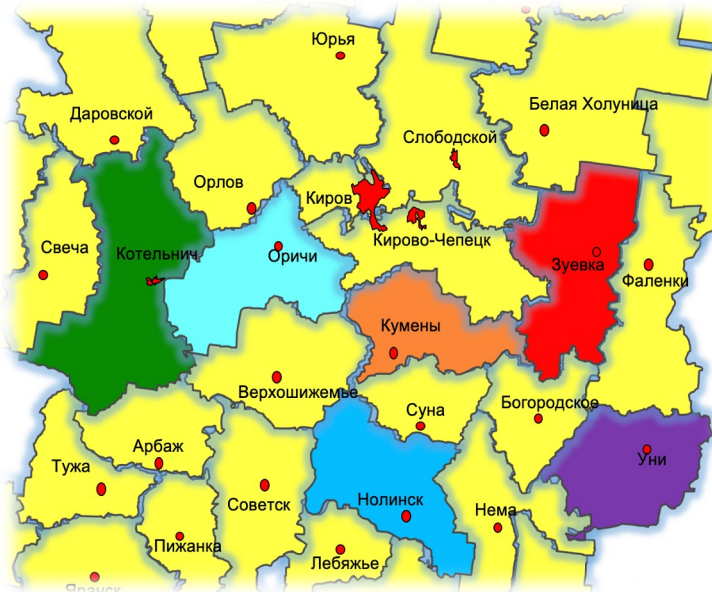 Юрья
Белая Холуница
Даровской
Слободской
Орлов
Киров
Кирово-Чепецк
Свеча
Котельнич
Оричи
Зуевка
Фаленки
Кумены
Верхошижемье
Суна
Богородское
Арбаж
Тужа
Уни
Советск
Нолинск
Нема
Пижанка
Лебяжье
Яранск